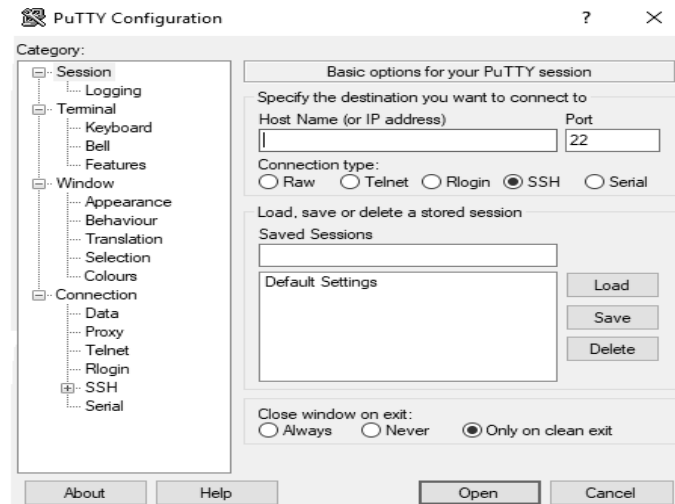 PuTTY Configuration ? ×
Category:
Session
Logging
Terminal
Keyboard
Bell
Features
Window
Appearance
Behaviour
Translation
Selection
Colours
Connection
Data
Proxy
Telnet
Rlogin
SSH
Serial
Basic options for your PuTTY session
Specify the destination you want to connect to
Host Name (or IP address) Port
22
Connection type:
Raw Telnet Rlogin SSH Serial
Load, save or delete a stored session
Saved Sessions
Default Settings
Load
Save
Delete
Close window on exit:
Always Never Only on clean exit
About Help Open Cancel